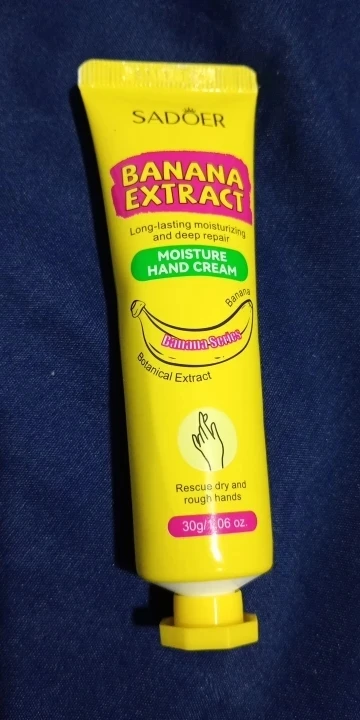 SADOER
BANANA
EXTRACT
Long-lasting moisturizing
and deep repair
MOISTURE
HAND CREAM
Banana
Banana Series
Botanical Extract
Rescue dry and
rough hands
30g/1.06 oz.